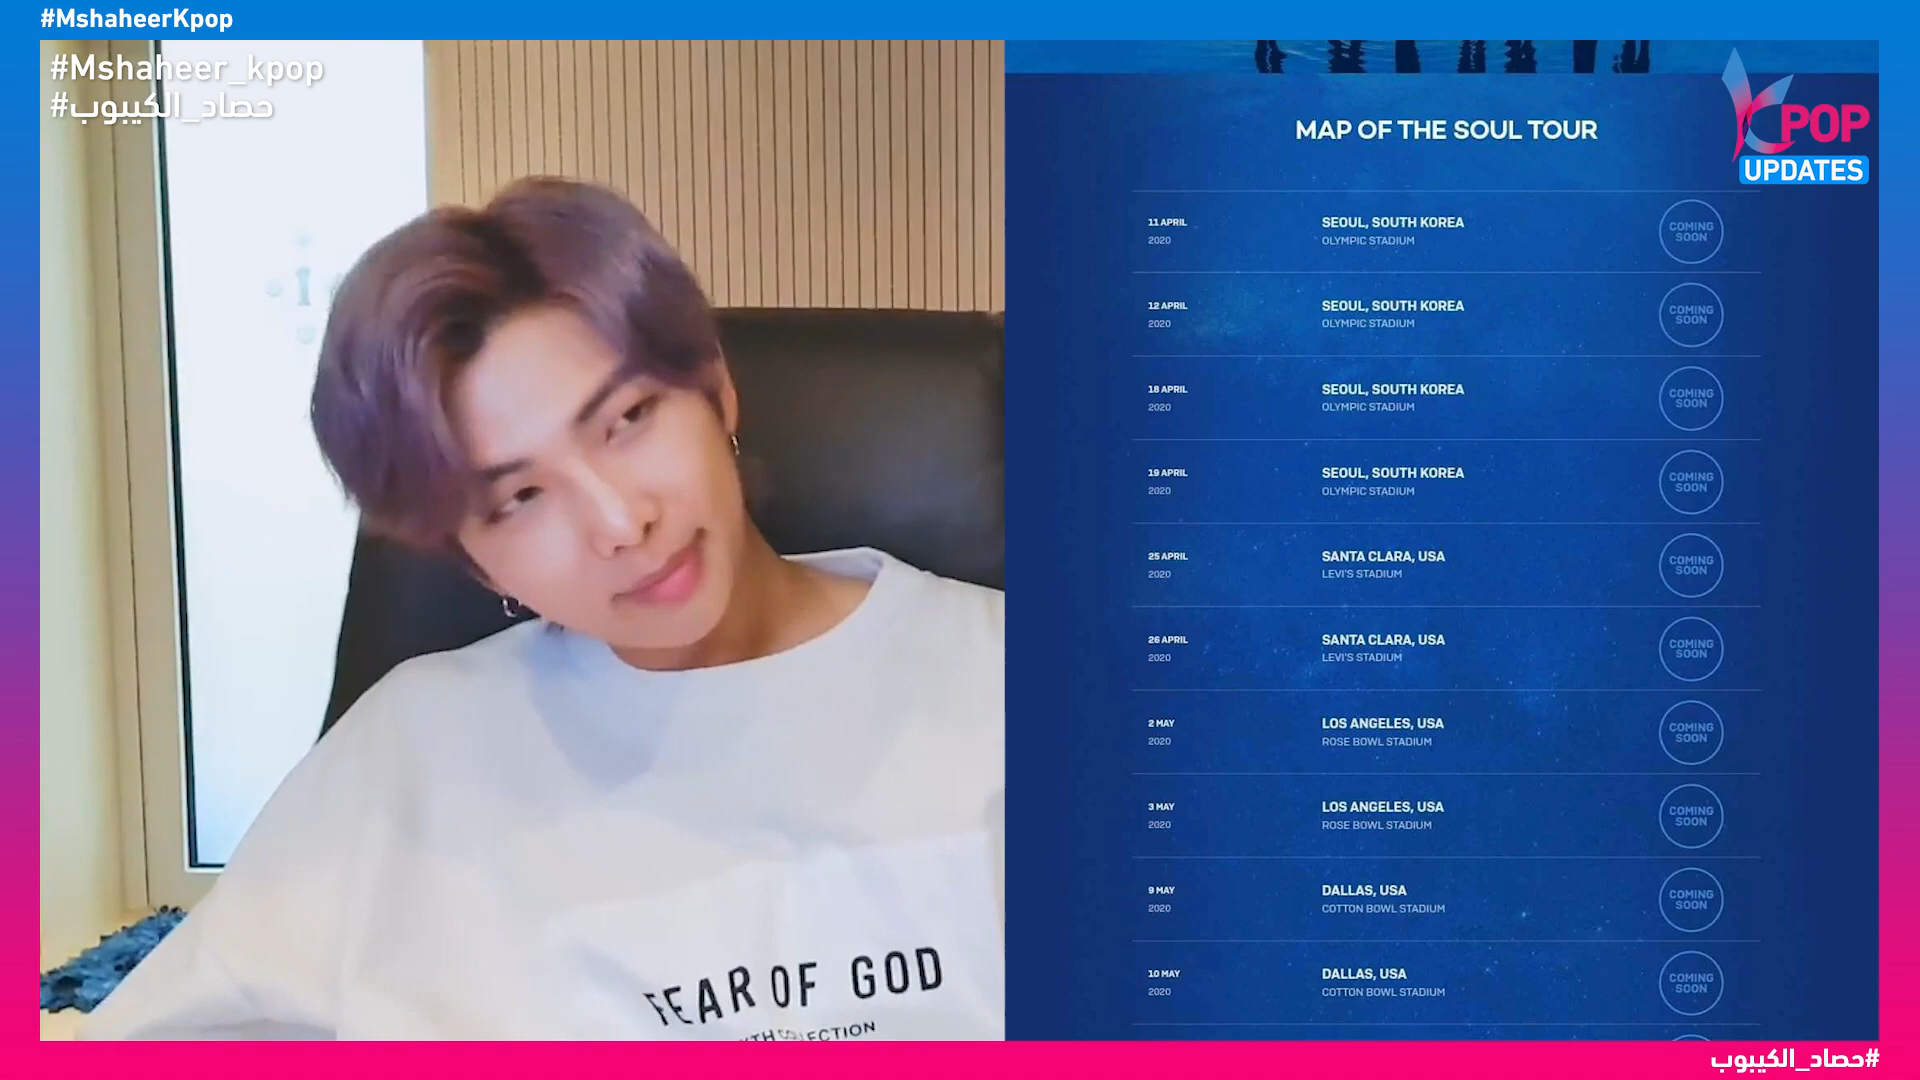 #MshaheerKpop
#Mshaheer_kpop
#حصاد_الكيبوب
KPOP
UPDATES
MAP OF THE SOUL TOUR
11 APRIL
2020
SEOUL, SOUTH KOREA
OLYMPIC STADIUM
COMING
SOON
12 APRIL
2020
SEOUL, SOUTH KOREA
OLYMPIC STADIUM
COMING
SOON
18 APRIL
2020
SEOUL, SOUTH KOREA
OLYMPIC STADIUM
COMING
SOON
19 APRIL
2020
SEOUL, SOUTH KOREA
OLYMPIC STADIUM
COMING
SOON
25 APRIL
2020
SANTA CLARA, USA
LEVI'S STADIUM
COMING
SOON
26 APRIL
2020
SANTA CLARA, USA
LEVI'S STADIUM
COMING
SOON
2 MAY
2020
LOS ANGELES, USA
ROSE BOWL STADIUM
COMING
SOON
3 MAY
2020
LOS ANGELES, USA
ROSE BOWL STADIUM
COMING
SOON
9 MAY
2020
DALLAS, USA
COTTON BOWL STADIUM
COMING
SOON
10 MAY
2020
DALLAS, USA
COTTON BOWL STADIUM
COMING
SOON
FEAR OF GOD
COLLECTION
#حصاد_الكيبوب